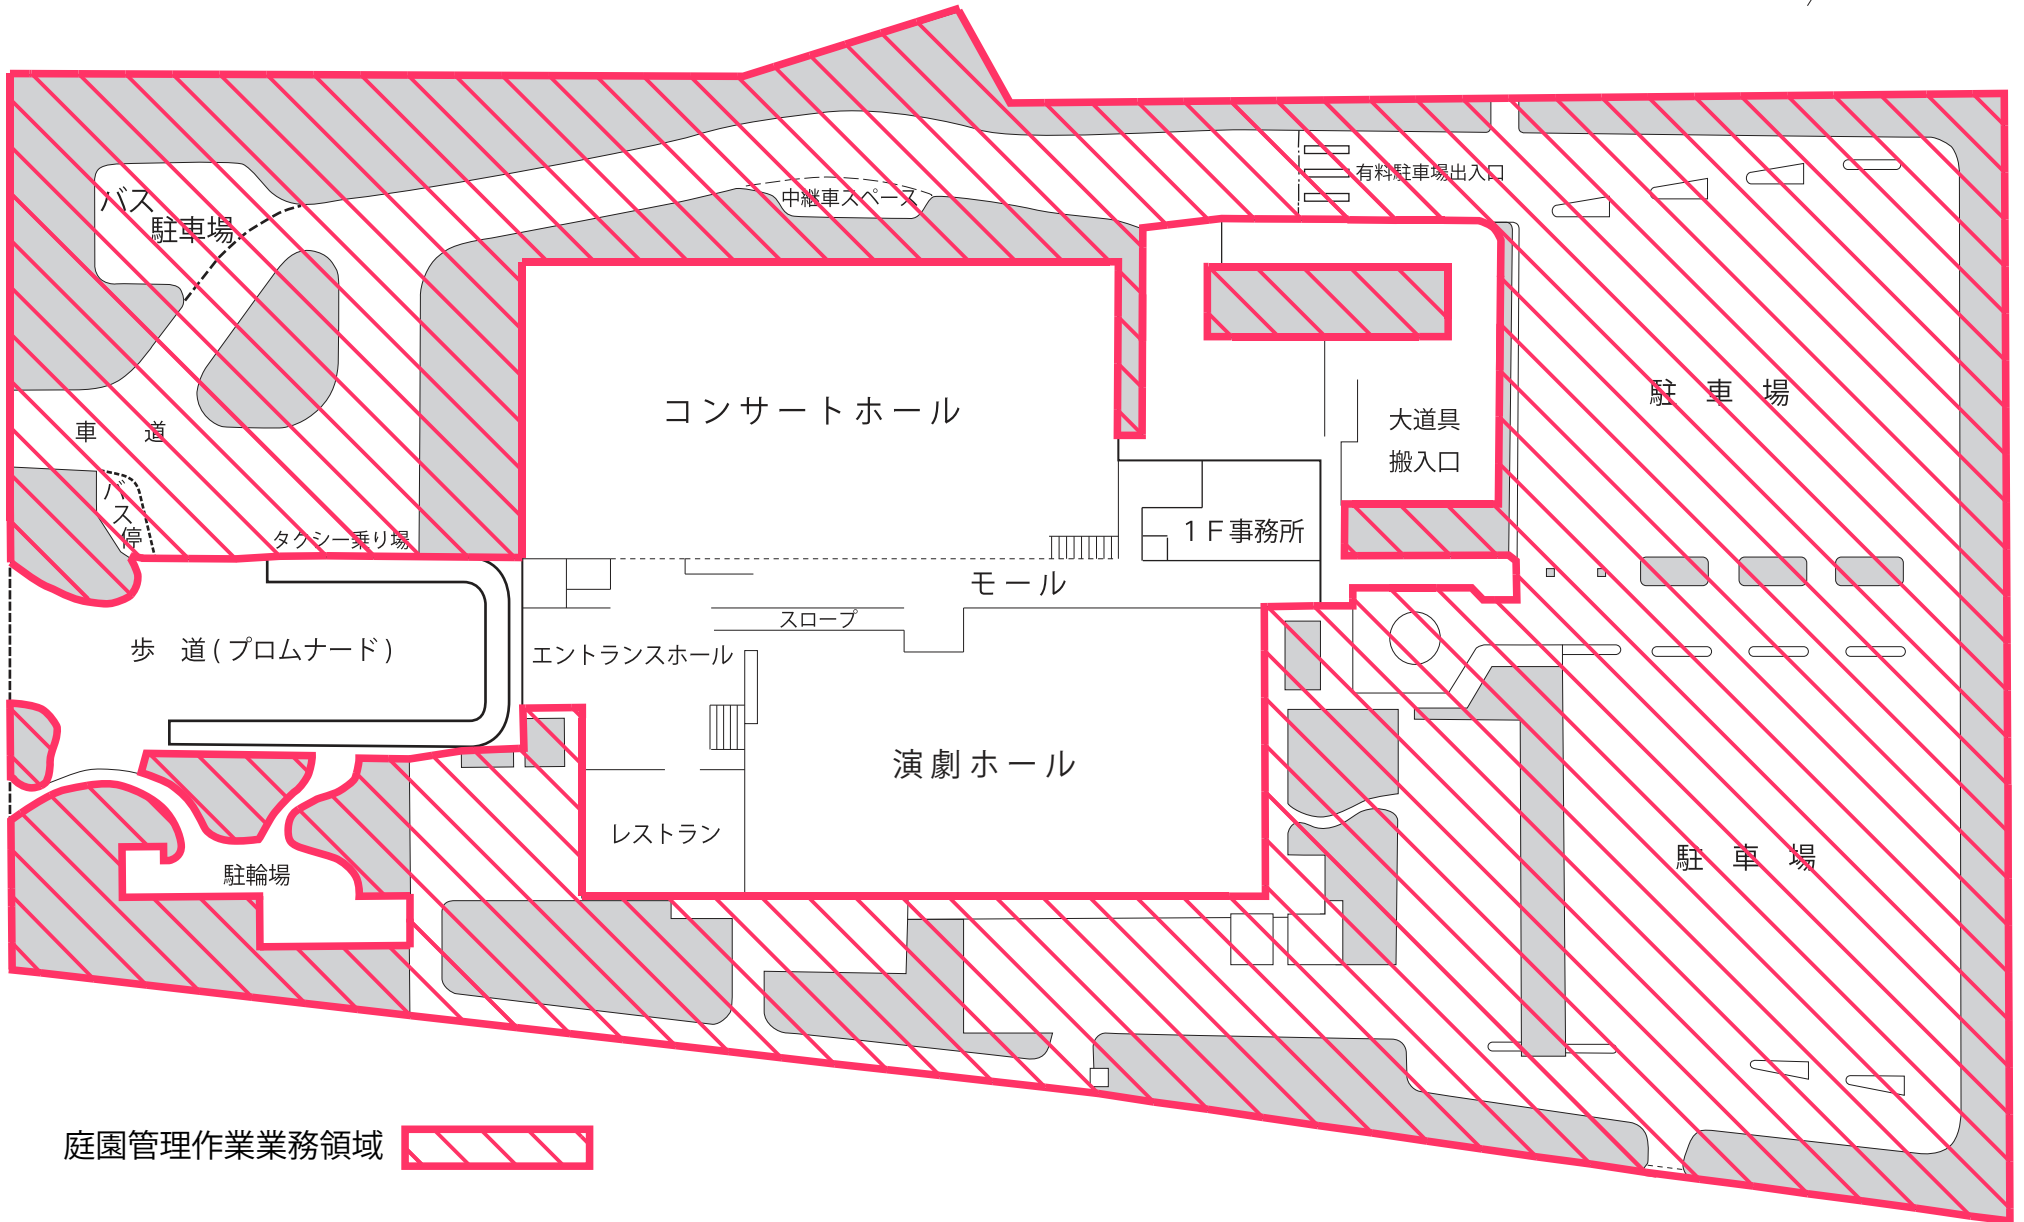 有料駐車場出入口
中継車スペース
バス
駐車場
駐 車 場
コンサートホール
大道具
搬入口
車 道
バス停
タクシー乗り場
1F事務所
モール
スロープ
歩 道(プロムナード)
エントランスホール
演劇ホール
レストラン
駐 車 場
駐輪場
庭園管理作業業務領域